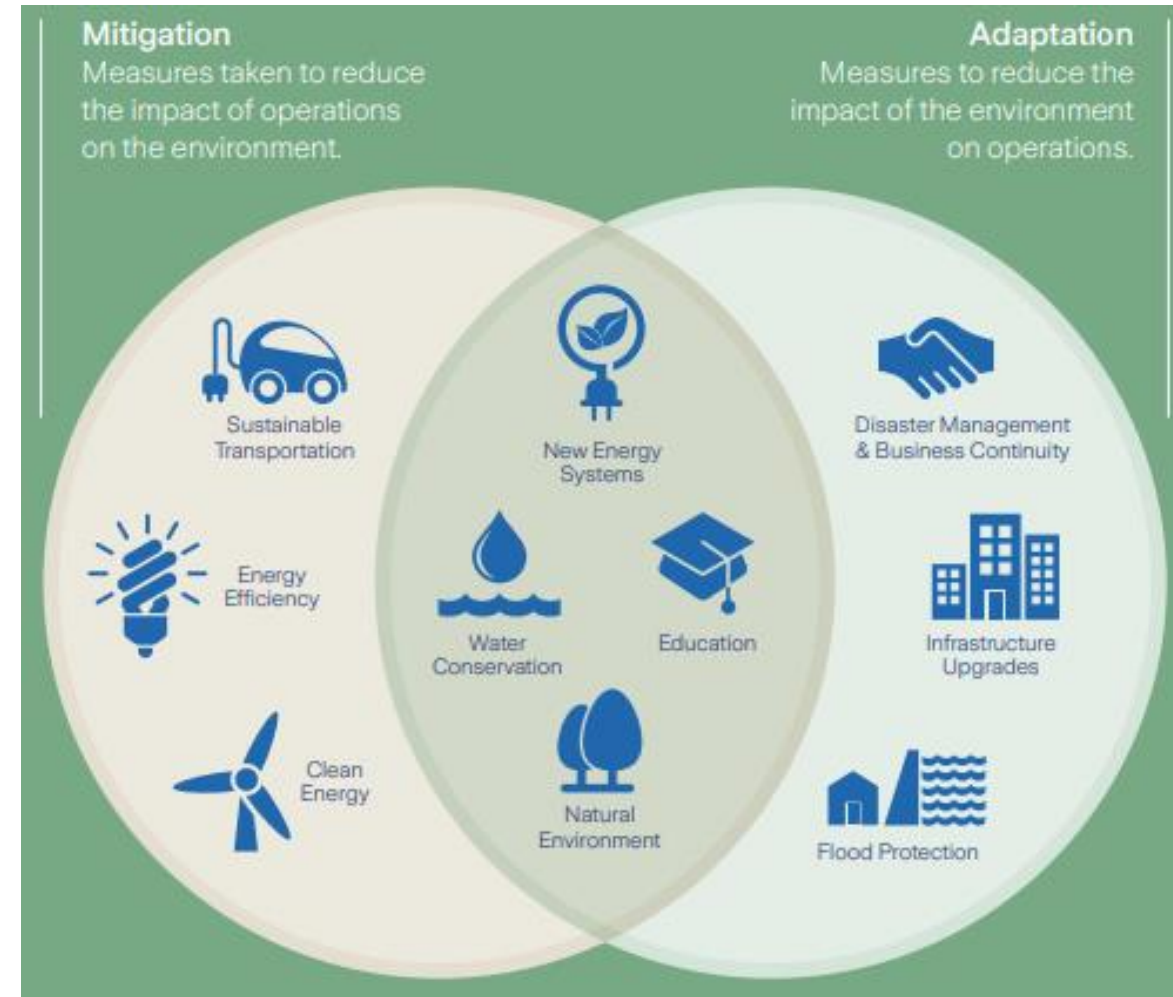 Mitigation
Measures taken to reduce
the impact of operations
on the environment.
Adaptation
Measures to reduce the
impact of the environment
on operations.
Sustainable
Transportation
Energy
Efficiency
Clean
Energy
New Energy
Systems
Water
Conservation
Education
Natural
Environment
Disaster Management
& Business Continuity
Infrastructure
Upgrades
Flood Protection